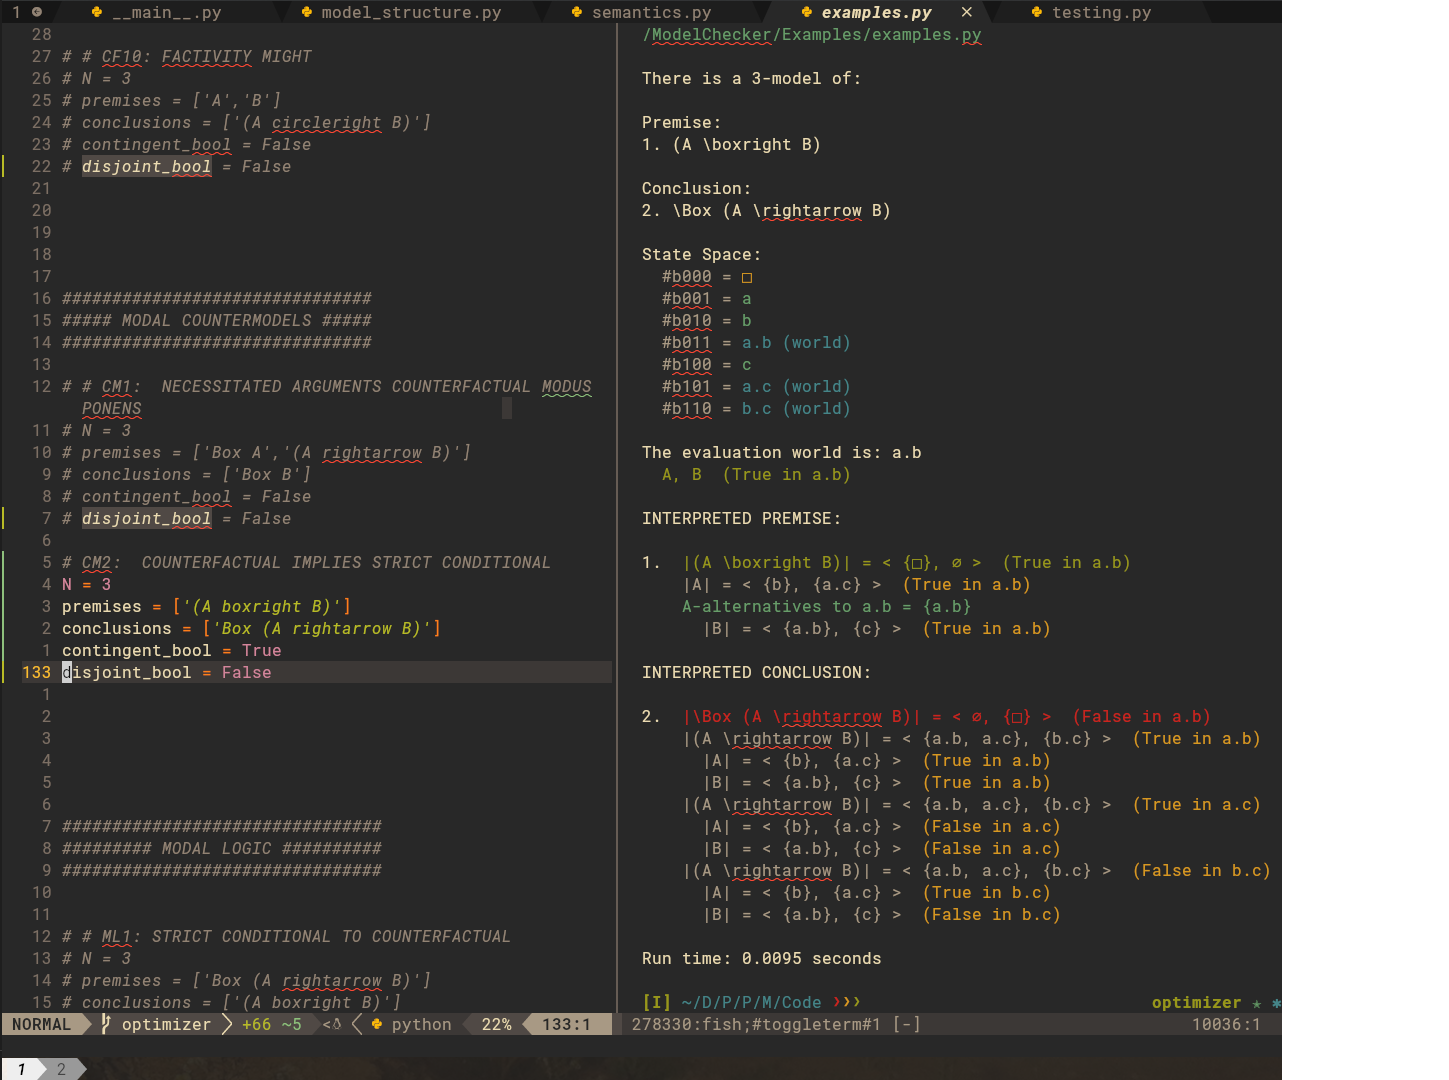 1 __main__.py model_structure.py semantics.py examples.py × testing.py
28
27 # # CF10: FACTIVITY MIGHT
26 # N = 3
25 # premises = ['A','B']
24 # conclusions = ['(A circleright B)']
23 # contingent_bool = False
22 # disjoint_bool = False
21
20
19
18
17
16 ###############################
15 ##### MODAL COUNTERMODELS #####
14 ###############################
13
12 # # CM1:  NECESSITATED ARGUMENTS COUNTERFACTUAL MODUS
PONENS
11 # N = 3
10 # premises = ['Box A','(A rightarrow B)']
9 # conclusions = ['Box B']
8 # contingent_bool = False
7 # disjoint_bool = False
6
5 # CM2:  COUNTERFACTUAL IMPLIES STRICT CONDITIONAL
4 N = 3
3 premises = ['(A boxright B)']
2 conclusions = ['Box (A rightarrow B)']
1 contingent_bool = True
133 disjoint_bool = False
1
2
3
4
5
6
7 ################################
8 ######### MODAL LOGIC ##########
9 ################################
10
11
12 # # ML1: STRICT CONDITIONAL TO COUNTERFACTUAL
13 # N = 3
14 # premises = ['Box (A rightarrow B)']
15 # conclusions = ['(A boxright B)']
/ModelChecker/Examples/examples.py
There is a 3-model of:
Premise:
1. (A \boxright B)
Conclusion:
2. \Box (A \rightarrow B)
State Space:
#b000 = □
#b001 = a
#b010 = b
#b011 = a.b (world)
#b100 = c
#b101 = a.c (world)
#b110 = b.c (world)
The evaluation world is: a.b
A, B  (True in a.b)
INTERPRETED PREMISE:
1.  |(A \boxright B)| = < {□}, ∅ >  (True in a.b)
|A| = < {b}, {a.c} >  (True in a.b)
A-alternatives to a.b = {a.b}
|B| = < {a.b}, {c} >  (True in a.b)
INTERPRETED CONCLUSION:
2.  |\Box (A \rightarrow B)| = < ∅, {□} >  (False in a.b)
|(A \rightarrow B)| = < {a.b, a.c}, {b.c} >  (True in a.b)
|A| = < {b}, {a.c} >  (True in a.b)
|B| = < {a.b}, {c} >  (True in a.b)
|(A \rightarrow B)| = < {a.b, a.c}, {b.c} >  (True in a.c)
|A| = < {b}, {a.c} >  (False in a.c)
|B| = < {a.b}, {c} >  (False in a.c)
|(A \rightarrow B)| = < {a.b, a.c}, {b.c} >  (False in b.c)
|A| = < {b}, {a.c} >  (True in b.c)
|B| = < {a.b}, {c} >  (False in b.c)
Run time: 0.0095 seconds
[I] ~/D/P/P/M/Code ❯❯❯ optimizer ★ ✱
NORMAL optimizer +66 ~5 python 22% 133:1 278330:fish;#toggleterm#1 [-] 10036:1
1 2